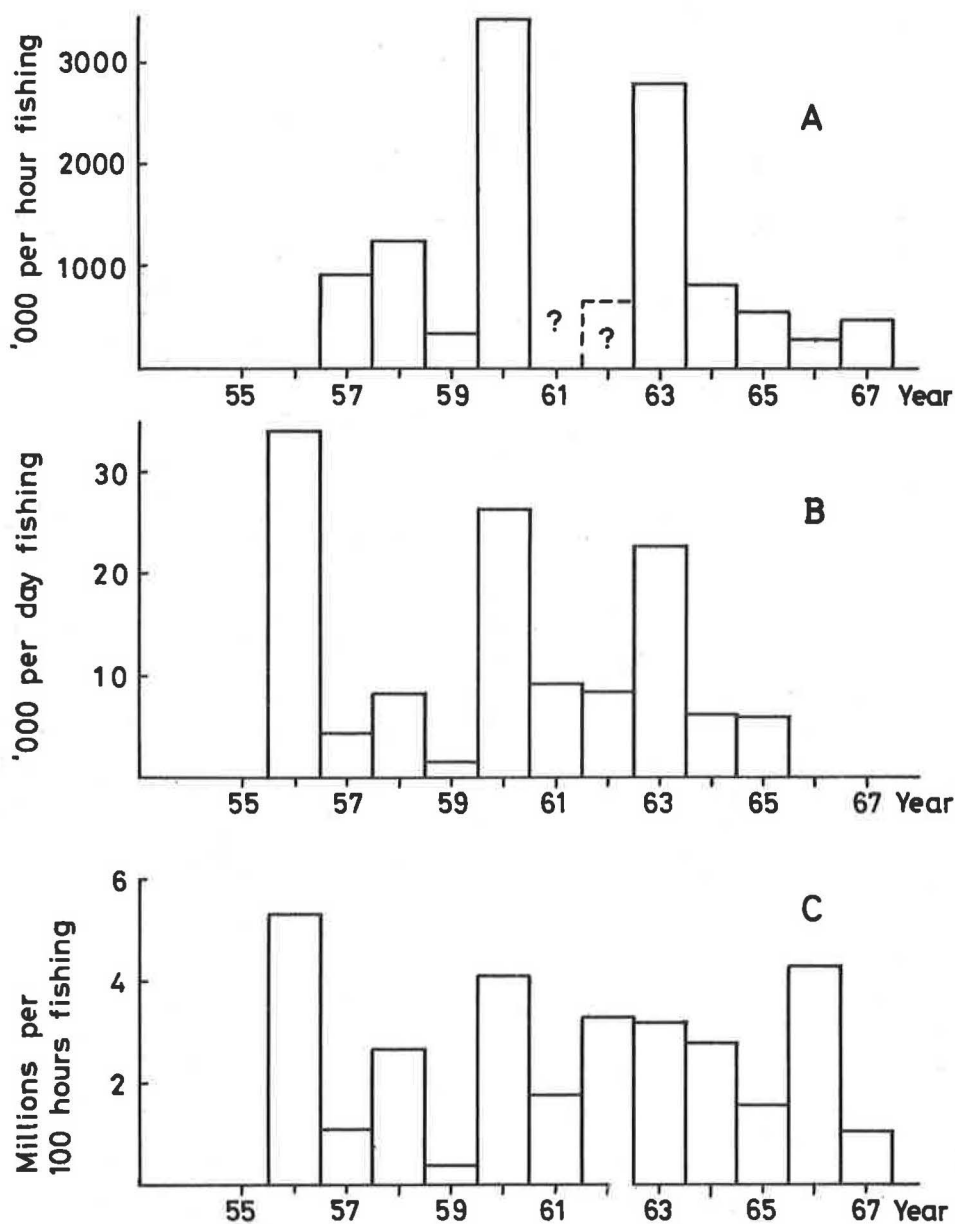 '000 per hour fishing
3000
2000
1000
A
?
?
55 57 59 61 63 65 67 Year
'000 per day fishing
30
20
10
B
55 57 59 61 63 65 67 Year
Millions per
100 hours fishing
6
4
2
C
55 57 59 61 63 65 67 Year